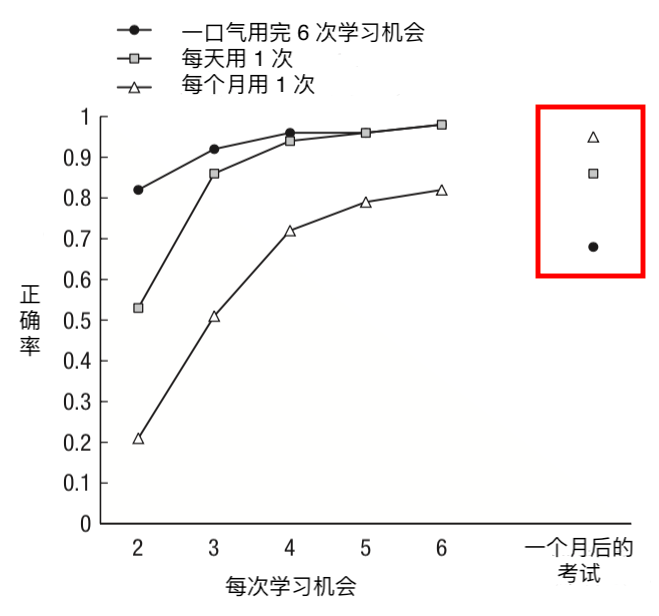 一口气用完 6 次学习机会
每天用 1 次
每个月用 1 次
1
0.9
0.8
0.7
0.6
0.5
0.4
0.3
0.2
0.1
0
正
确
率
2 3 4 5 6 一个月后的
考试
每次学习机会